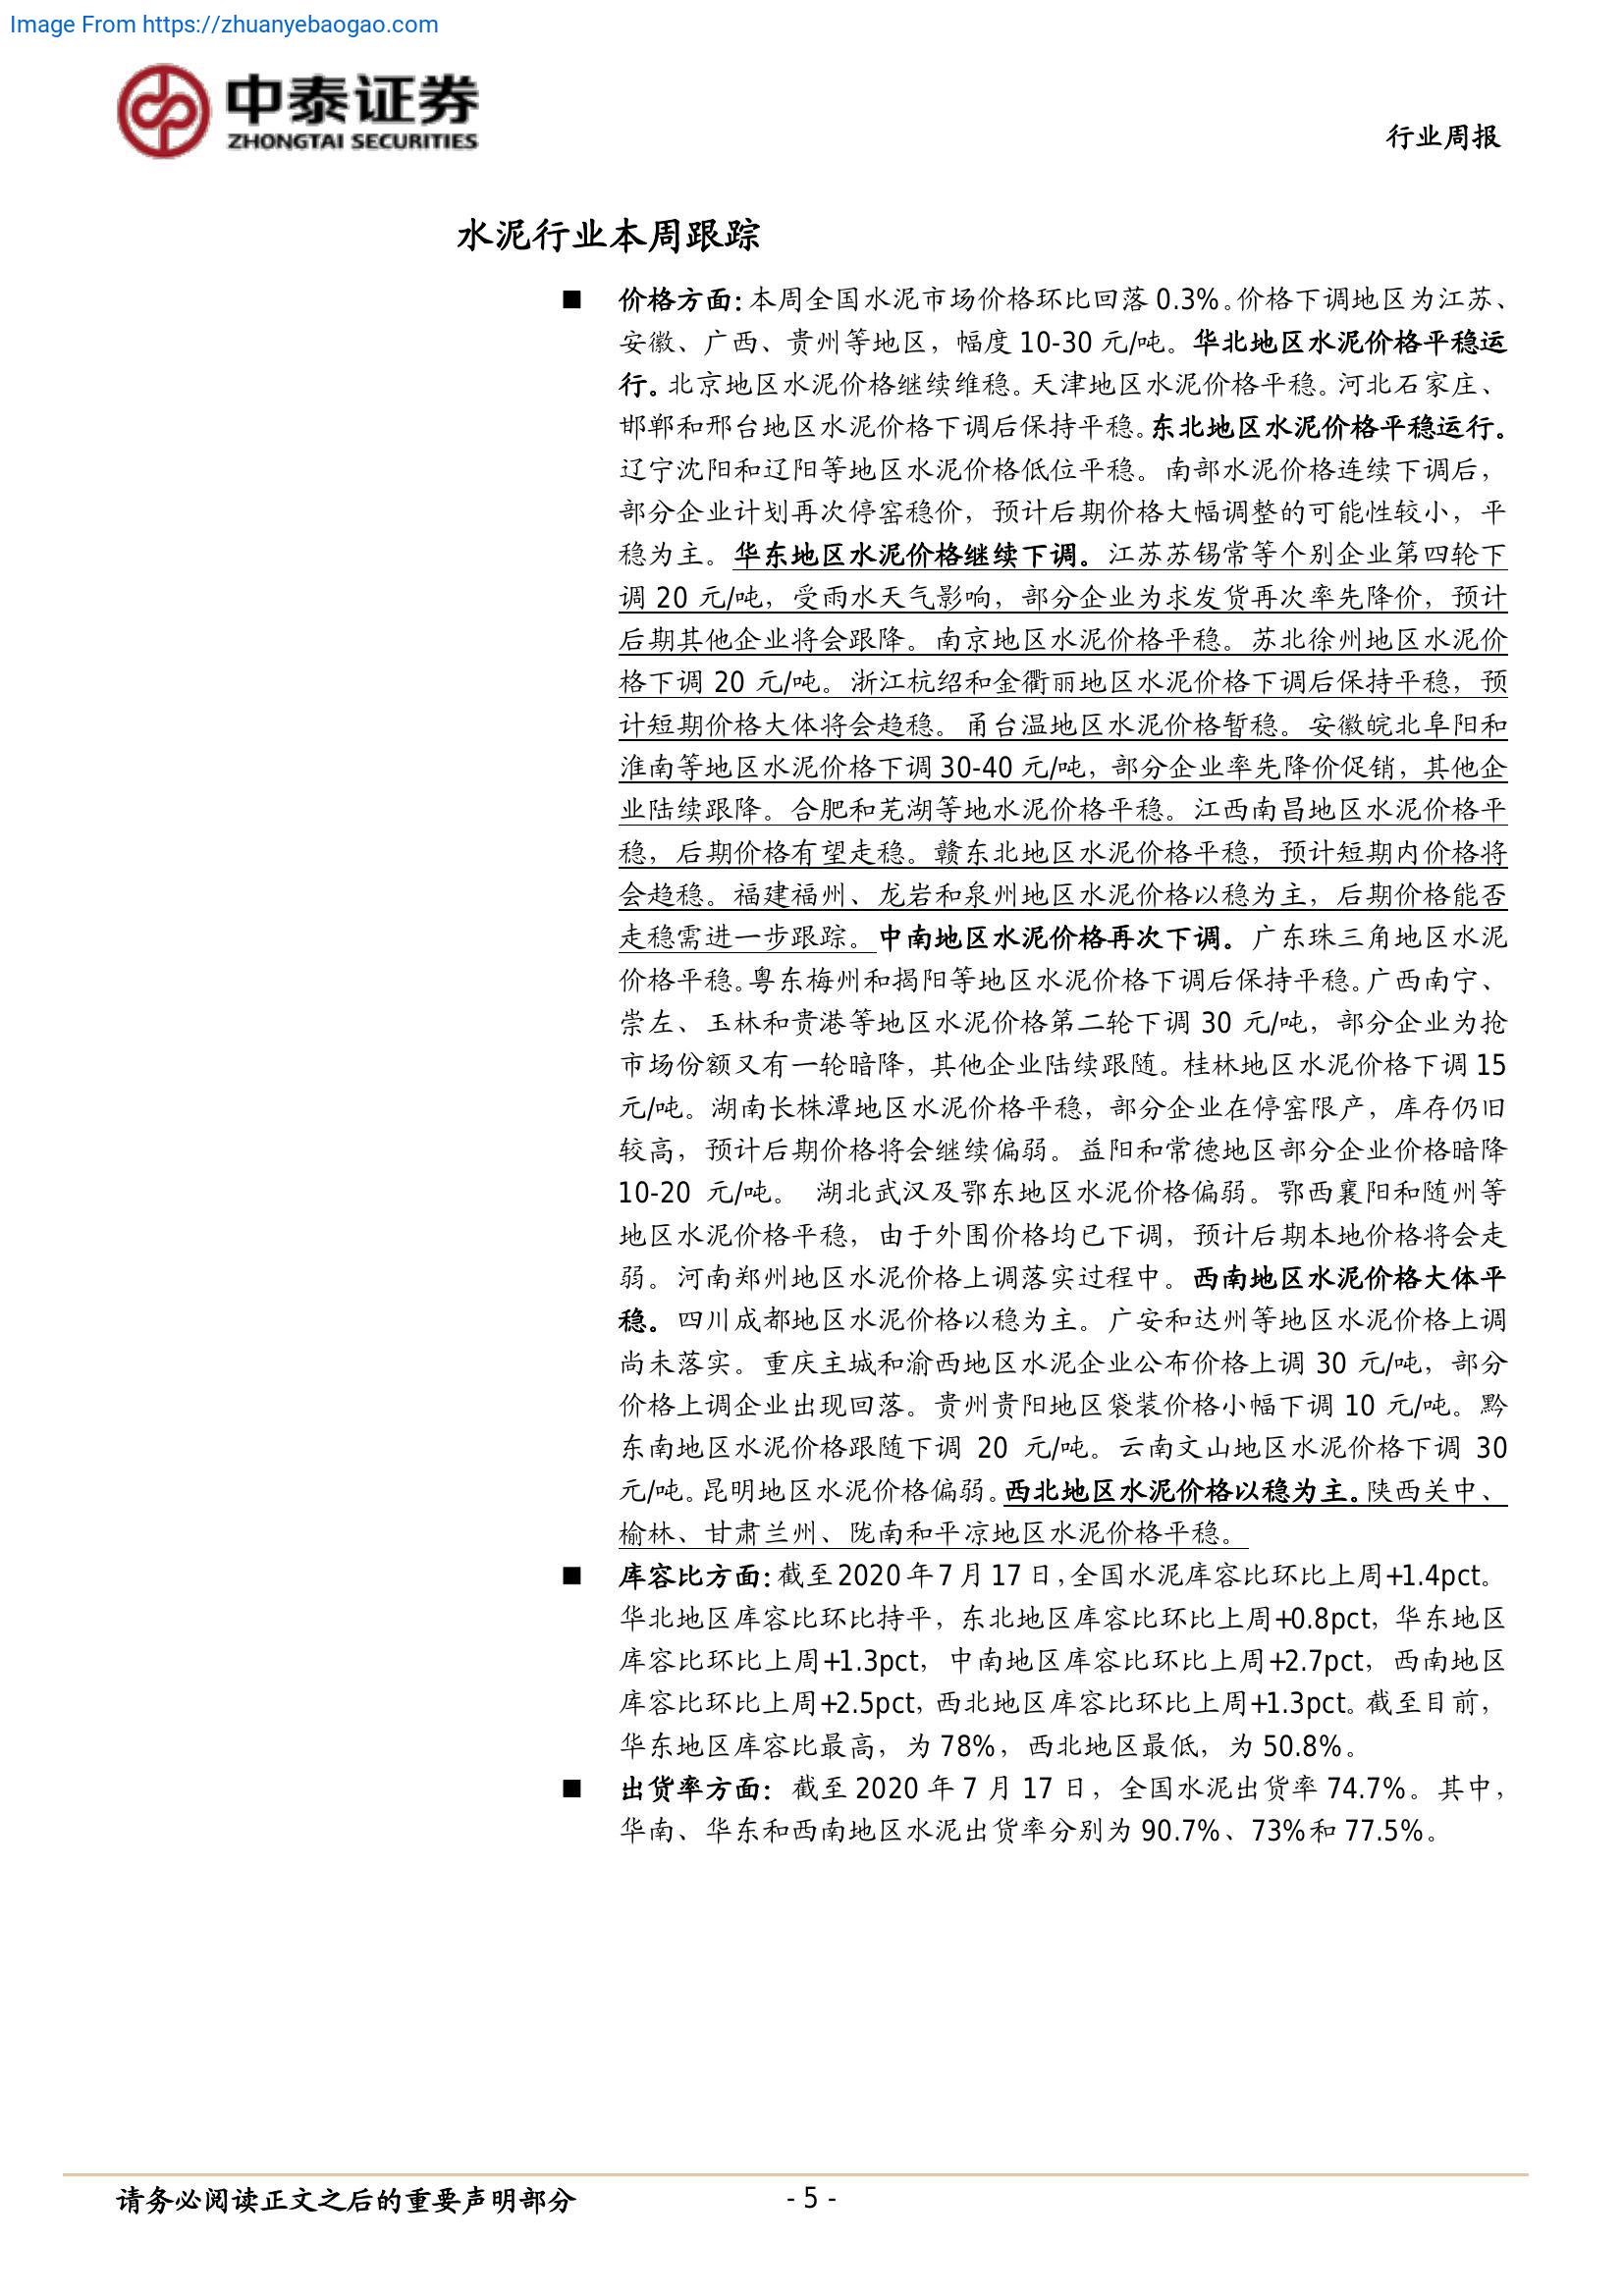 Image From https://zhuanyebaogao.com
中泰证券
ZHONGTAI SECURITIES
行业周报
水泥行业本周跟踪
■ 价格方面：本周全国水泥市场价格环比回落 0.3%。价格下调地区为江苏、
安徽、广西、贵州等地区，幅度 10-30 元/吨。华北地区水泥价格平稳运
行。北京地区水泥价格继续维稳。天津地区水泥价格平稳。河北石家庄、
邯郸和邢台地区水泥价格下调后保持平稳。东北地区水泥价格平稳运行。
辽宁沈阳和辽阳等地区水泥价格低位平稳。南部水泥价格连续下调后，
部分企业计划再次停窑稳价，预计后期价格大幅调整的可能性较小，平
稳为主。华东地区水泥价格继续下调。江苏苏锡常等个别企业第四轮下
调 20 元/吨，受雨水天气影响，部分企业为求发货再次率先降价，预计
后期其他企业将会跟降。南京地区水泥价格平稳。苏北徐州地区水泥价
格下调 20 元/吨。浙江杭绍和金衢丽地区水泥价格下调后保持平稳，预
计短期价格大体将会趋稳。甬台温地区水泥价格暂稳。安徽皖北阜阳和
淮南等地区水泥价格下调 30-40 元/吨，部分企业率先降价促销，其他企
业陆续跟降。合肥和芜湖等地水泥价格平稳。江西南昌地区水泥价格平
稳，后期价格有望走稳。赣东北地区水泥价格平稳，预计短期内价格将
会趋稳。福建福州、龙岩和泉州地区水泥价格以稳为主，后期价格能否
走稳需进一步跟踪。中南地区水泥价格再次下调。广东珠三角地区水泥
价格平稳。粤东梅州和揭阳等地区水泥价格下调后保持平稳。广西南宁、
崇左、玉林和贵港等地区水泥价格第二轮下调 30 元/吨，部分企业为抢
市场份额又有一轮暗降，其他企业陆续跟随。桂林地区水泥价格下调 15
元/吨。湖南长株潭地区水泥价格平稳，部分企业在停窑限产，库存仍旧
较高，预计后期价格将会继续偏弱。益阳和常德地区部分企业价格暗降
10-20 元/吨。 湖北武汉及鄂东地区水泥价格偏弱。鄂西襄阳和随州等
地区水泥价格平稳，由于外围价格均已下调，预计后期本地价格将会走
弱。河南郑州地区水泥价格上调落实过程中。西南地区水泥价格大体平
稳。四川成都地区水泥价格以稳为主。广安和达州等地区水泥价格上调
尚未落实。重庆主城和渝西地区水泥企业公布价格上调 30 元/吨，部分
价格上调企业出现回落。贵州贵阳地区袋装价格小幅下调 10 元/吨。黔
东南地区水泥价格跟随下调 20 元/吨。云南文山地区水泥价格下调 30
元/吨。昆明地区水泥价格偏弱。西北地区水泥价格以稳为主。陕西关中、
榆林、甘肃兰州、陇南和平凉地区水泥价格平稳。
■ 库容比方面：截至 2020 年 7 月 17 日，全国水泥库容比环比上周+1.4pct。
华北地区库容比环比持平，东北地区库容比环比上周+0.8pct，华东地区
库容比环比上周+1.3pct，中南地区库容比环比上周+2.7pct，西南地区
库容比环比上周+2.5pct，西北地区库容比环比上周+1.3pct。截至目前，
华东地区库容比最高，为 78%，西北地区最低，为 50.8%。
■ 出货率方面：截至 2020 年 7 月 17 日，全国水泥出货率 74.7%。其中，
华南、华东和西南地区水泥出货率分别为 90.7%、73%和 77.5%。
请务必阅读正文之后的重要声明部分
- 5 -